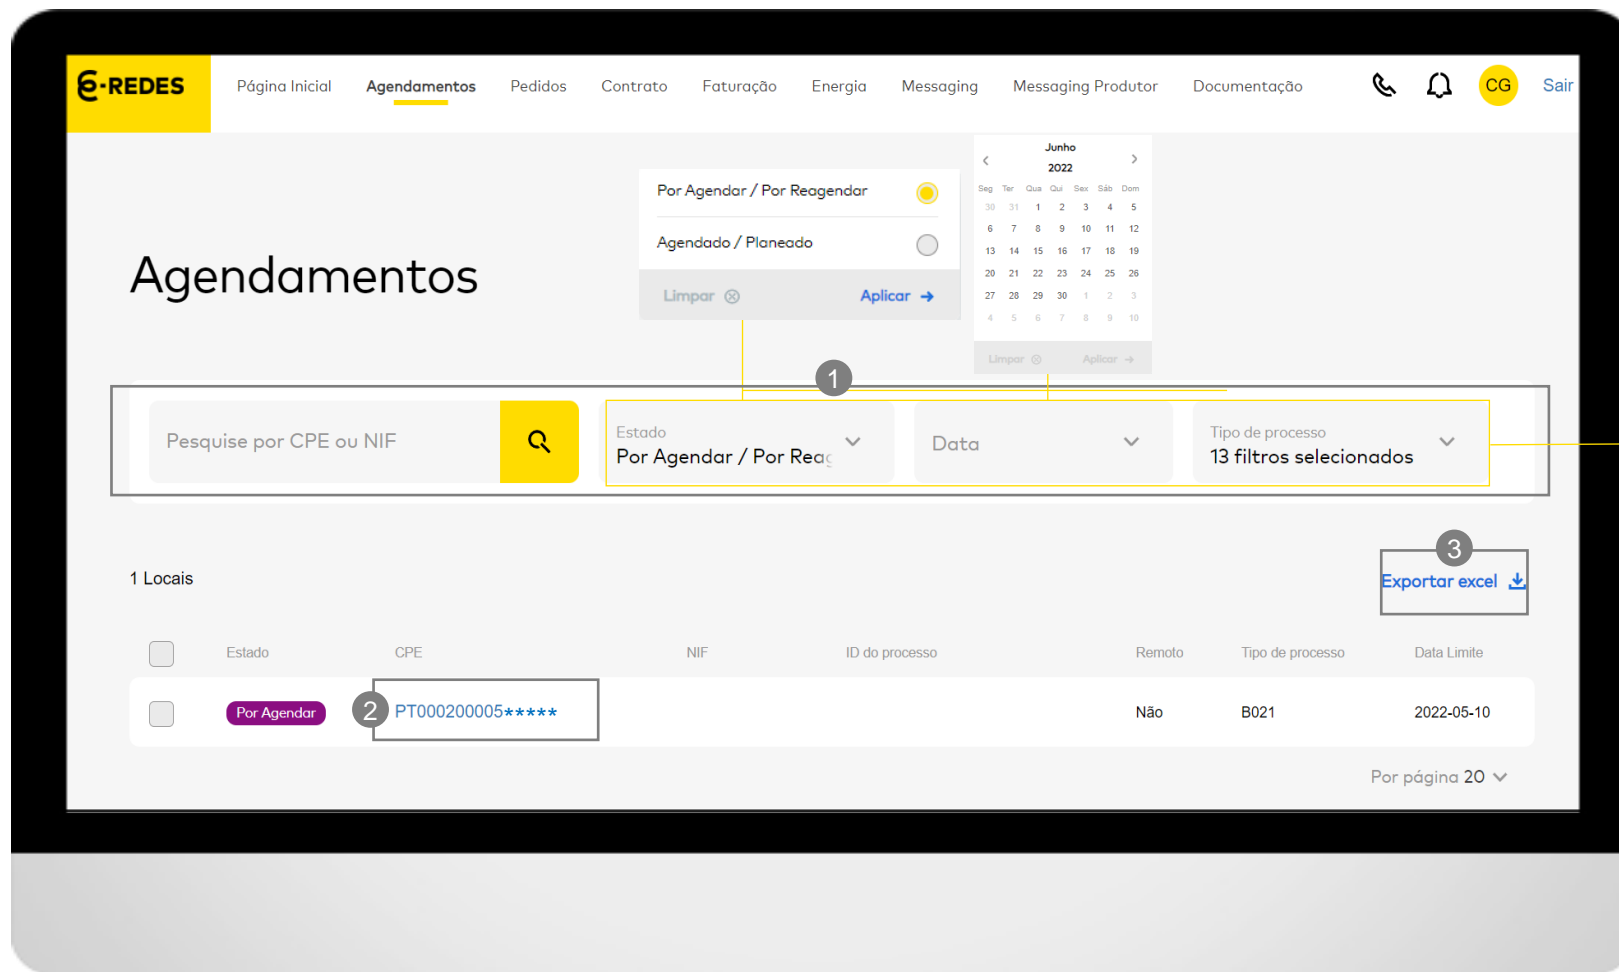 E-REDES
Página Inicial Agendamentos Pedidos Contrato Faturação Energia Messaging Messaging Produtor Documentação CG Sair
Agendamentos
Por Agendar / Por Reagendar
Agendado / Planeado
Limpar Aplicar →
Junho
2022
Seg Ter Qua Qui Sex Sáb Dom
30 31 1 2 3 4 5
6 7 8 9 10 11 12
13 14 15 16 17 18 19
20 21 22 23 24 25 26
27 28 29 30 1 2 3
4 5 6 7 8 9 10
Limpar Aplicar →
1
Pesquise por CPE ou NIF
Estado
Por Agendar / Por Reag
Data
Tipo de processo
13 filtros selecionados
3
1 Locais
Exportar excel
Estado CPE NIF ID do processo Remoto Tipo de processo Data Limite
Por Agendar 2 PT000200005***** Não B021 2022-05-10
Por página 20